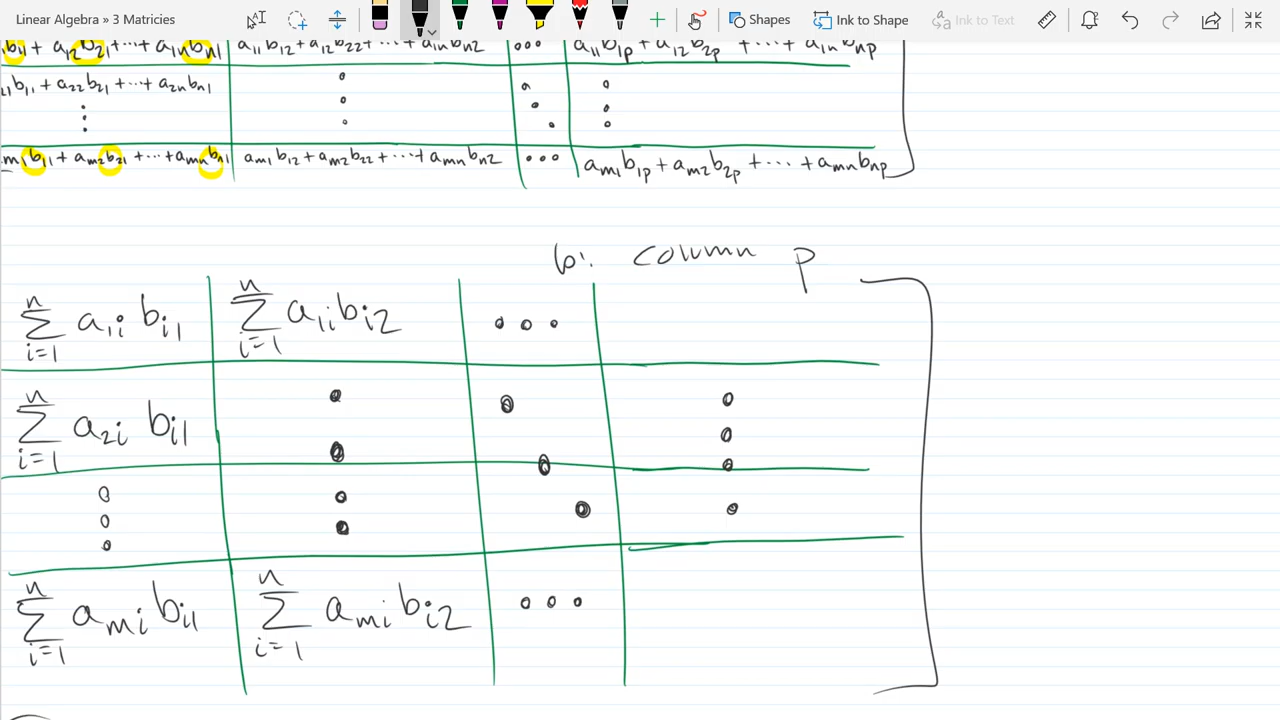 Linear Algebra » 3 Matricies
Shapes
Ink to Shape
Ink to Text
b11 + a12b21 + ··· + a1nbn1 a11b12 + a12b22 + ··· + a1nbn2 ... a11b1p + a12b2p + ··· + a1nbnp
21b11 + a22b21 + ··· + a2nbn1
am1b11 + am2b21 + ··· + amnbn1 am1b12 + am2b22 + ··· + amnbn2 ... am1b1p + am2b2p + ··· + amnbnp
b: column p
n∑i=1 a1i bi1 n∑i=1 a1i bi2 ...
n∑i=1 a2i bi1
n∑i=1 ami bi1 n∑i=1 ami bi2 ...